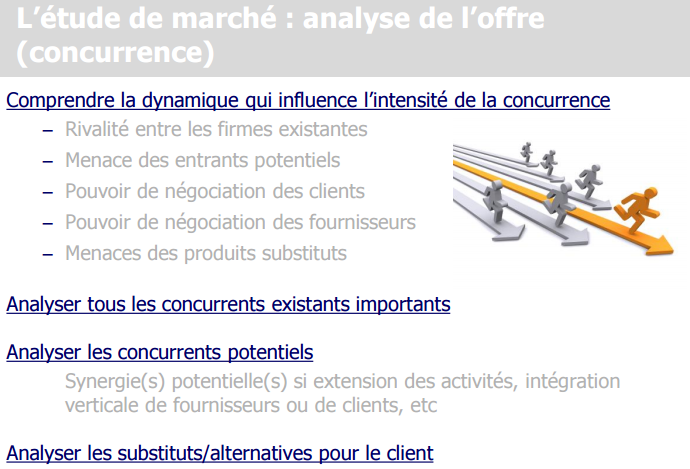 L’étude de marché : analyse de l’offre
(concurrence)
Comprendre la dynamique qui influence l’intensité de la concurrence
– Rivalité entre les firmes existantes
– Menace des entrants potentiels
– Pouvoir de négociation des clients
– Pouvoir de négociation des fournisseurs
– Menaces des produits substituts
Analyser tous les concurrents existants importants
Analyser les concurrents potentiels
Synergie(s) potentielle(s) si extension des activités, intégration
verticale de fournisseurs ou de clients, etc
Analyser les substituts/alternatives pour le client